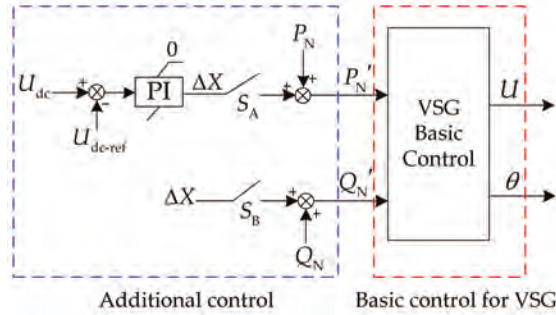 0
P_N
U_dc
+
-
PI
ΔX
S_A
+
+
P_N′
U_dc-ref
VSG
Basic
Control
U
θ
ΔX
S_B
+
+
Q_N′
Q_N
Additional control
Basic control for VSG